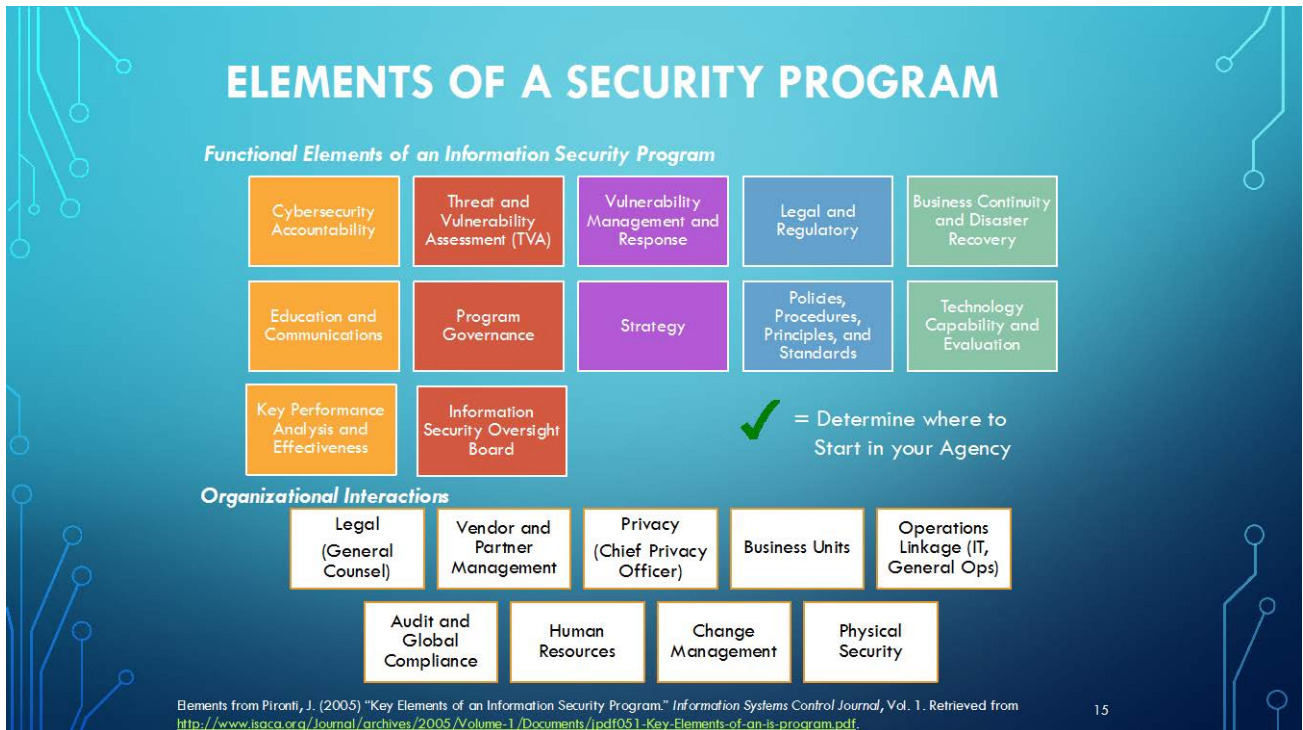 ELEMENTS OF A SECURITY PROGRAM
Functional Elements of an Information Security Program
Cybersecurity
Accountability
Threat and
Vulnerability
Assessment (TVA)
Vulnerability
Management and
Response
Legal and
Regulatory
Business Continuity
and Disaster
Recovery
Education and
Communications
Program
Governance
Strategy
Policies,
Procedures,
Principles, and
Standards
Technology
Capability and
Evaluation
Key Performance
Analysis and
Effectiveness
Information
Security Oversight
Board
= Determine where to
Start in your Agency
Organizational Interactions
Legal
(General
Counsel)
Vendor and
Partner
Management
Privacy
(Chief Privacy
Officer)
Business Units
Operations
Linkage (IT,
General Ops)
Audit and
Global
Compliance
Human
Resources
Change
Management
Physical
Security
Elements from Pironti, J. (2005) “Key Elements of an Information Security Program.” Information Systems Control Journal, Vol. 1. Retrieved from
http://www.isaca.org/Journal/archives/2005/Volume-1/Documents/jpdf051-Key-Elements-of-an-is-program.pdf.
15